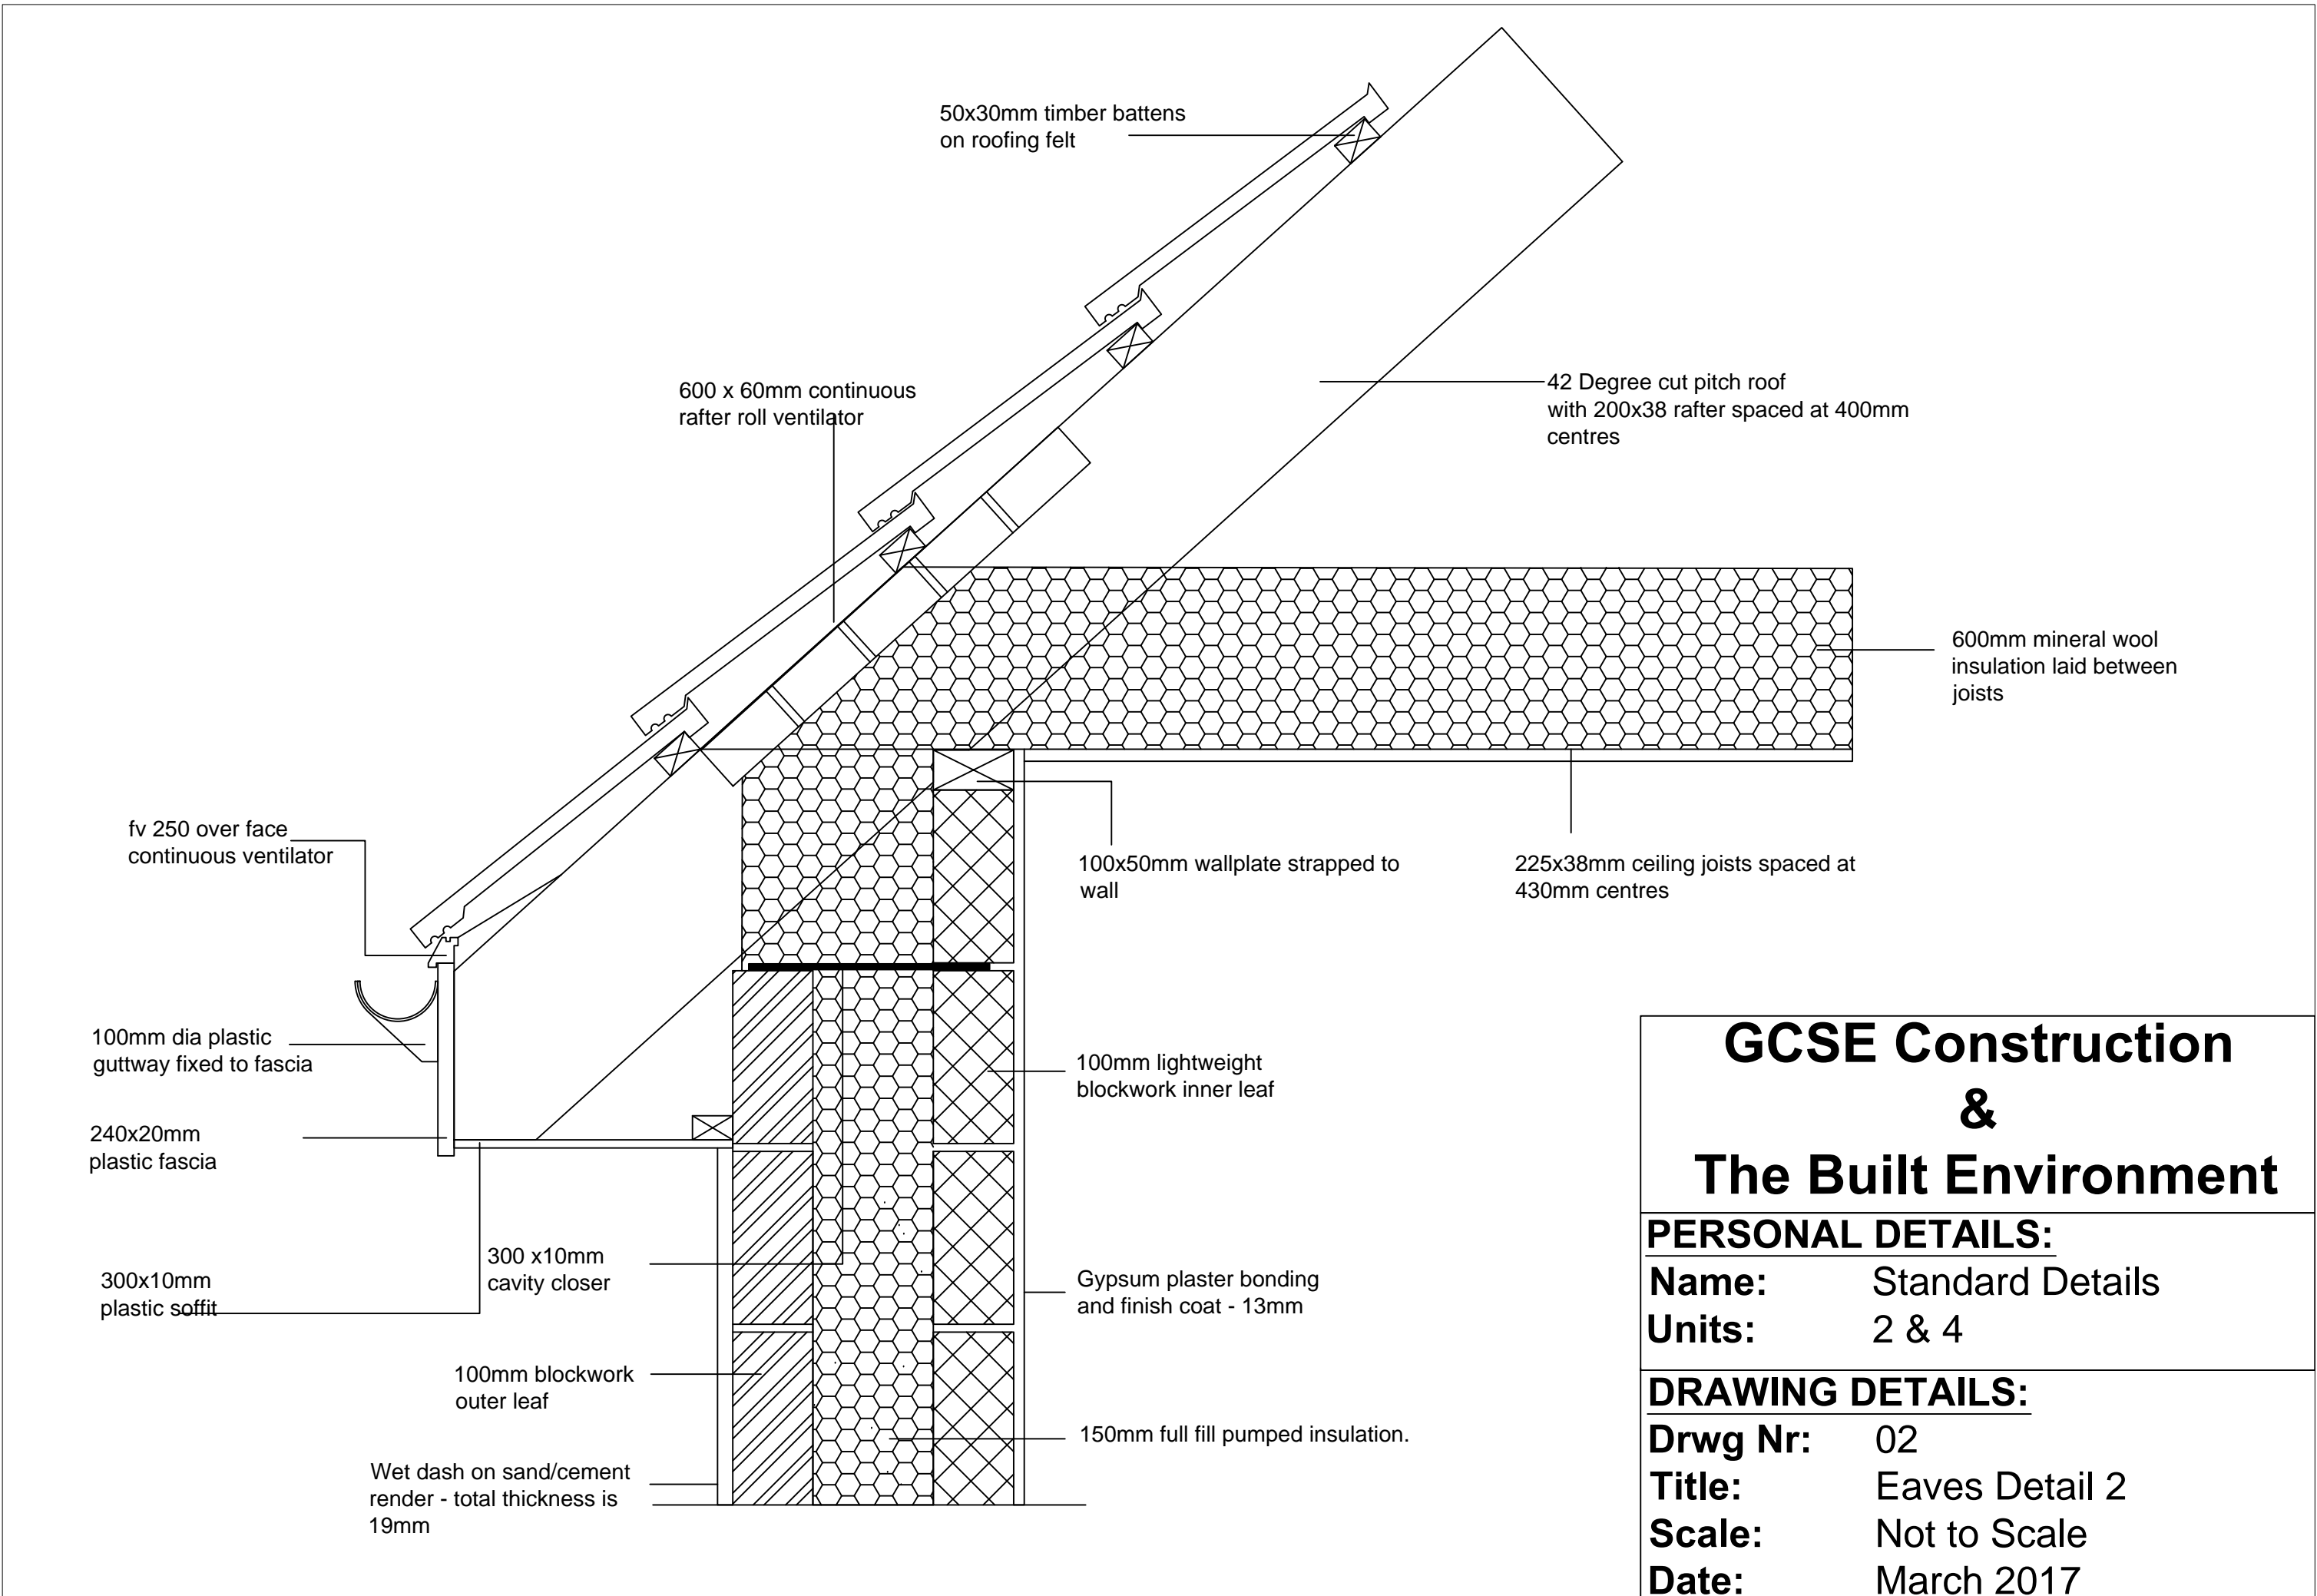 50x30mm timber battens
on roofing felt
600 x 60mm continuous
rafter roll ventilator
42 Degree cut pitch roof
with 200x38 rafter spaced at 400mm
centres
600mm mineral wool
insulation laid between
joists
fv 250 over face
continuous ventilator
100x50mm wallplate strapped to
wall
225x38mm ceiling joists spaced at
430mm centres
100mm dia plastic
guttway fixed to fascia
100mm lightweight
blockwork inner leaf
240x20mm
plastic fascia
300x10mm
plastic soffit
300 x10mm
cavity closer
Gypsum plaster bonding
and finish coat - 13mm
100mm blockwork
outer leaf
150mm full fill pumped insulation.
Wet dash on sand/cement
render - total thickness is
19mm
GCSE Construction
&
The Built Environment
PERSONAL DETAILS:
Name: Standard Details
Units: 2 & 4
DRAWING DETAILS:
Drwg Nr: 02
Title: Eaves Detail 2
Scale: Not to Scale
Date: March 2017